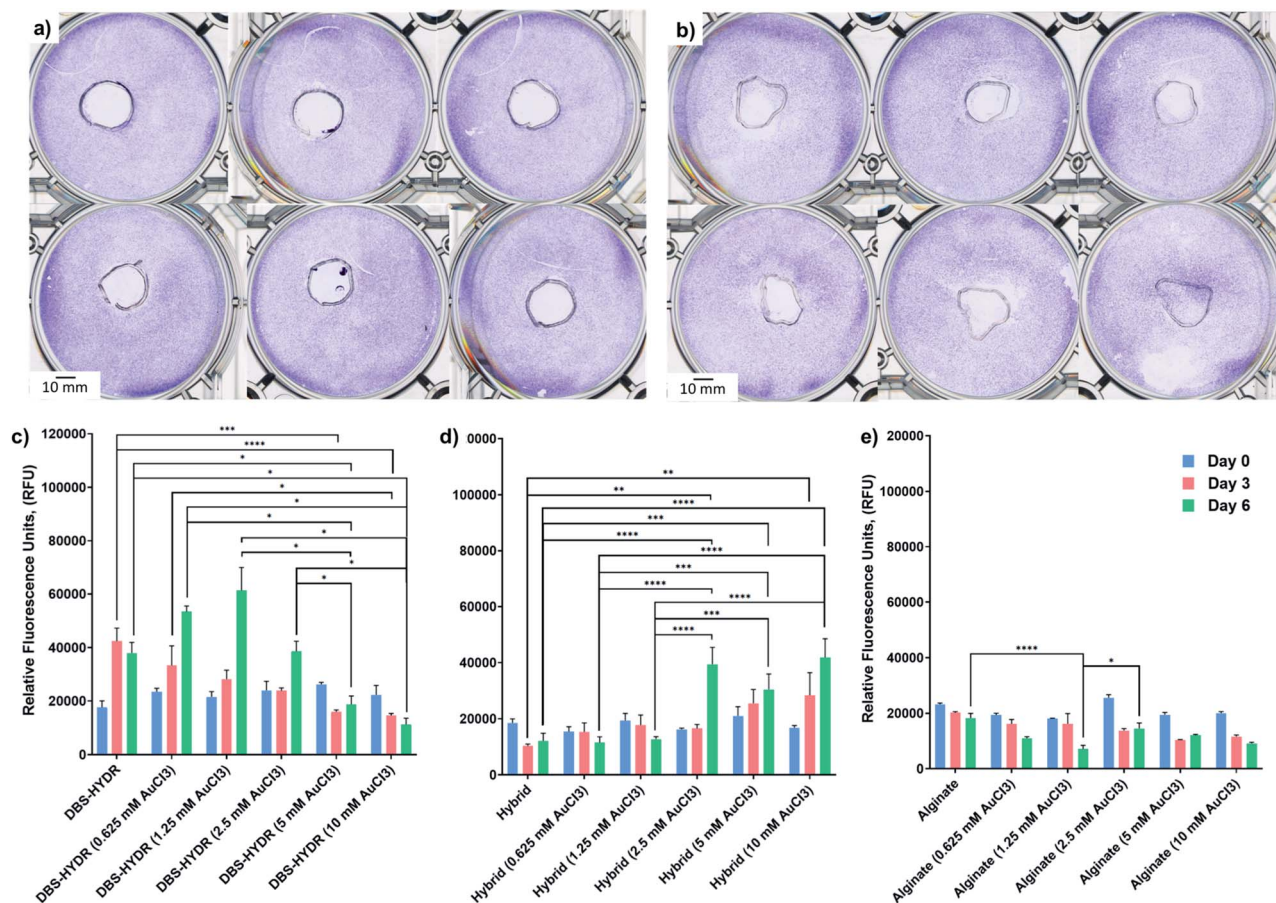 a)
b)
10 mm
10 mm
c)
120000
100000
80000
60000
40000
20000
0
Relative Fluorescence Units, (RFU)
***
****
*
*
*
*
*
*
*
*
*
DBS-HYDR
DBS-HYDR (0.625 mM AuCl3)
DBS-HYDR (1.25 mM AuCl3)
DBS-HYDR (2.5 mM AuCl3)
DBS-HYDR (5 mM AuCl3)
DBS-HYDR (10 mM AuCl3)
d)
0000
100000
80000
60000
40000
20000
0
**
**
****
***
****
****
***
****
****
***
****
Hybrid
Hybrid (0.625 mM AuCl3)
Hybrid (1.25 mM AuCl3)
Hybrid (2.5 mM AuCl3)
Hybrid (5 mM AuCl3)
Hybrid (10 mM AuCl3)
e)
20000
100000
80000
60000
40000
20000
0
Relative Fluorescence Units, (RFU)
****
*
Day 0
Day 3
Day 6
Alginate
Alginate (0.625 mM AuCl3)
Alginate (1.25 mM AuCl3)
Alginate (2.5 mM AuCl3)
Alginate (5 mM AuCl3)
Alginate (10 mM AuCl3)